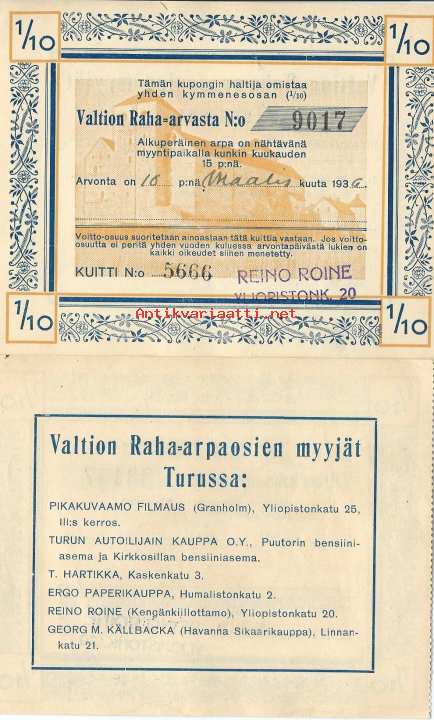 1/10
1/10
Tämän kupongin haltija omistaa
yhden kymmenesosan (1/10)
Valtion Raha-arvasta N:o 9017
Alkuperäinen arpa on nähtävänä
myyntipaikalla kunkin kuukauden
15 p:nä.
Arvonta on 18 p:nä Maalis kuuta 1936.
Voitto-osuus suoritetaan ainoastaan tätä kuittia vastaan. Jos voitto-
osuutta ei peritä yhden vuoden kuluessa arvontapäivästä lukien on
kaikki oikeudet siihen menetetty.
KUITTI N:o 5666
REINO ROINE
YLIOPISTONK. 20
Antikvariaatti.net
1/10
1/10
Valtion Raha-arpaosien myyjät
Turussa:
PIKAKUVAAMO FILMAUS (Granholm), Yliopistonkatu 25,
III:s kerros.
TURUN AUTOILIJAIN KAUPPA O.Y., Puutorin bensiini-
asema ja Kirkkosillan bensiiniasema.
T. HARTIKKA, Kaskenkatu 3.
ERGO PAPERIKAUPPA, Humalistonkatu 2.
REINO ROINE (Kengänkiillottamo), Yliopistonkatu 20.
GEORG M. KÄLLBACKA (Havanna Sikaarikauppa), Linnan-
katu 21.